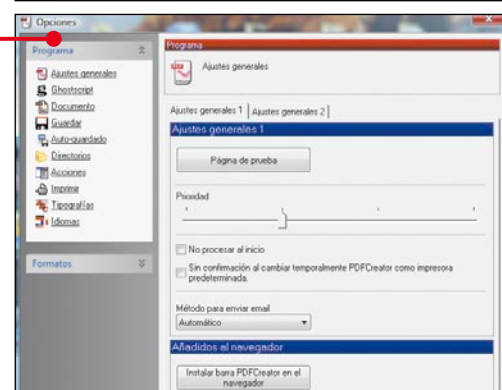 Opciones
Programa
Ajustes generales
Ghostscript
Documento
Guardar
Auto-guardado
Directorios
Acciones
Imprimir
Tipografías
Idiomas
Formatos
Programa
Ajustes generales
Ajustes generales 1
Ajustes generales 2
Ajustes generales 1
Página de prueba
Prioridad
No procesar al inicio
Sin confirmación al cambiar temporalmente PDFCreator como impresora
predeterminada.
Método para enviar email
Automático
Añadidos al navegador
Instalar barra PDFCreator en el
navegador